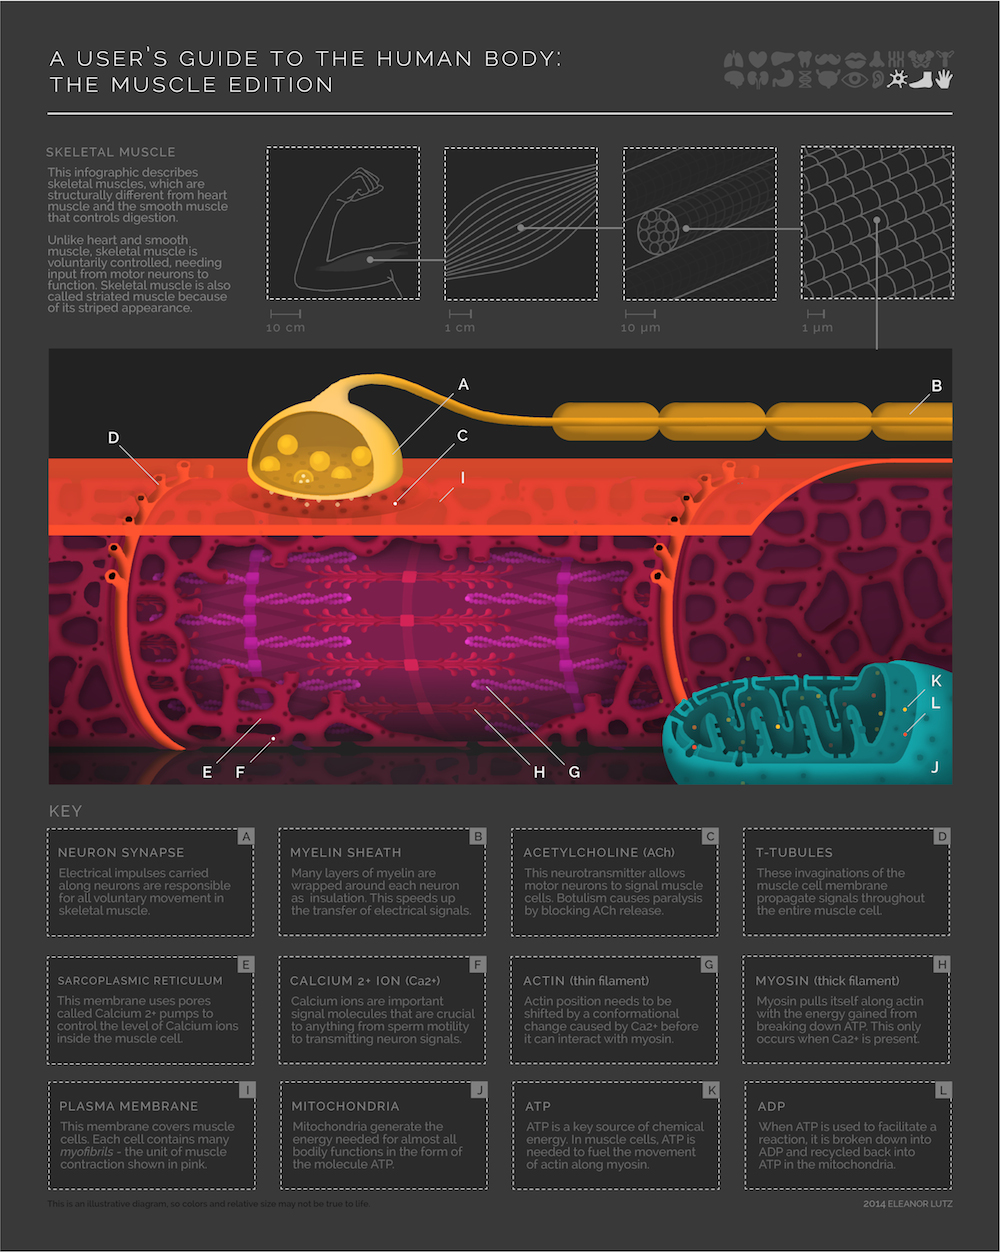 A USER'S GUIDE TO THE HUMAN BODY:
THE MUSCLE EDITION
SKELETAL MUSCLE
This infographic describes
skeletal muscles, which are
structurally different from heart
muscle and the smooth muscle
that controls digestion.
Unlike heart and smooth
muscle, skeletal muscle is
voluntarily controlled, needing
input from motor neurons to
function. Skeletal muscle is also
called striated muscle because
of its striped appearance.
10 cm
1 cm
10 µm
1 µm
A
B
C
D
I
K
L
J
E
F
H
G
KEY
A
NEURON SYNAPSE
Electrical impulses carried
along neurons are responsible
for all voluntary movement in
skeletal muscle.
B
MYELIN SHEATH
Many layers of myelin are
wrapped around each neuron
as insulation. This speeds up
the transfer of electrical signals.
C
ACETYLCHOLINE (ACh)
This neurotransmitter allows
motor neurons to signal muscle
cells. Botulism causes paralysis
by blocking ACh release.
D
T-TUBULES
These invaginations of the
muscle cell membrane
propagate signals throughout
the entire muscle cell.
E
SARCOPLASMIC RETICULUM
This membrane uses pores
called Calcium 2+ pumps to
control the level of Calcium ions
inside the muscle cell.
F
CALCIUM 2+ ION (Ca2+)
Calcium ions are important
signal molecules that are crucial
to anything from sperm motility
to transmitting neuron signals.
G
ACTIN (thin filament)
Actin position needs to be
shifted by a conformational
change caused by Ca2+ before
it can interact with myosin.
H
MYOSIN (thick filament)
Myosin pulls itself along actin
with the energy gained from
breaking down ATP. This only
occurs when Ca2+ is present.
I
PLASMA MEMBRANE
This membrane covers muscle
cells. Each cell contains many
myofibrils - the unit of muscle
contraction shown in pink.
J
MITOCHONDRIA
Mitochondria generate the
energy needed for almost all
bodily functions in the form of
the molecule ATP.
K
ATP
ATP is a key source of chemical
energy. In muscle cells, ATP is
needed to fuel the movement
of actin along myosin.
L
ADP
When ATP is used to facilitate a
reaction, it is broken down into
ADP and recycled back into
ATP in the mitochondria.
This is an illustrative diagram, so colors and relative size may not be true to life.
2014 ELEANOR LUTZ